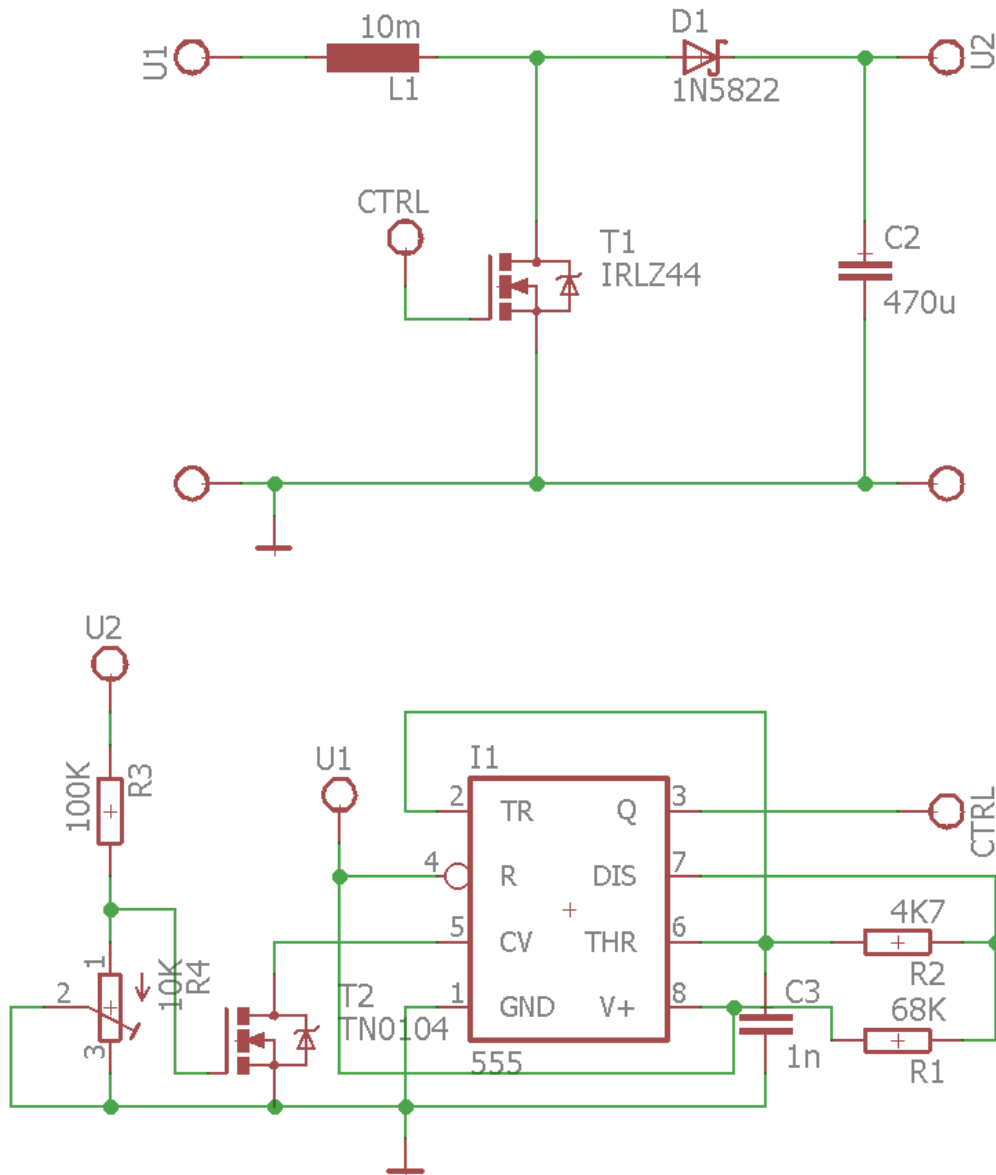 10m
L1
D1
1N5822
U1
U2
CTRL
T1
IRLZ44
C2
470u
U2
R3
100K
U1
I1
2
TR
Q
3
CTRL
4
R
DIS
7
4K7
5
CV
THR
6
R2
1
2
3
10K
R4
T2
TN0104
1
GND
V+
8
C3
1n
68K
R1
555